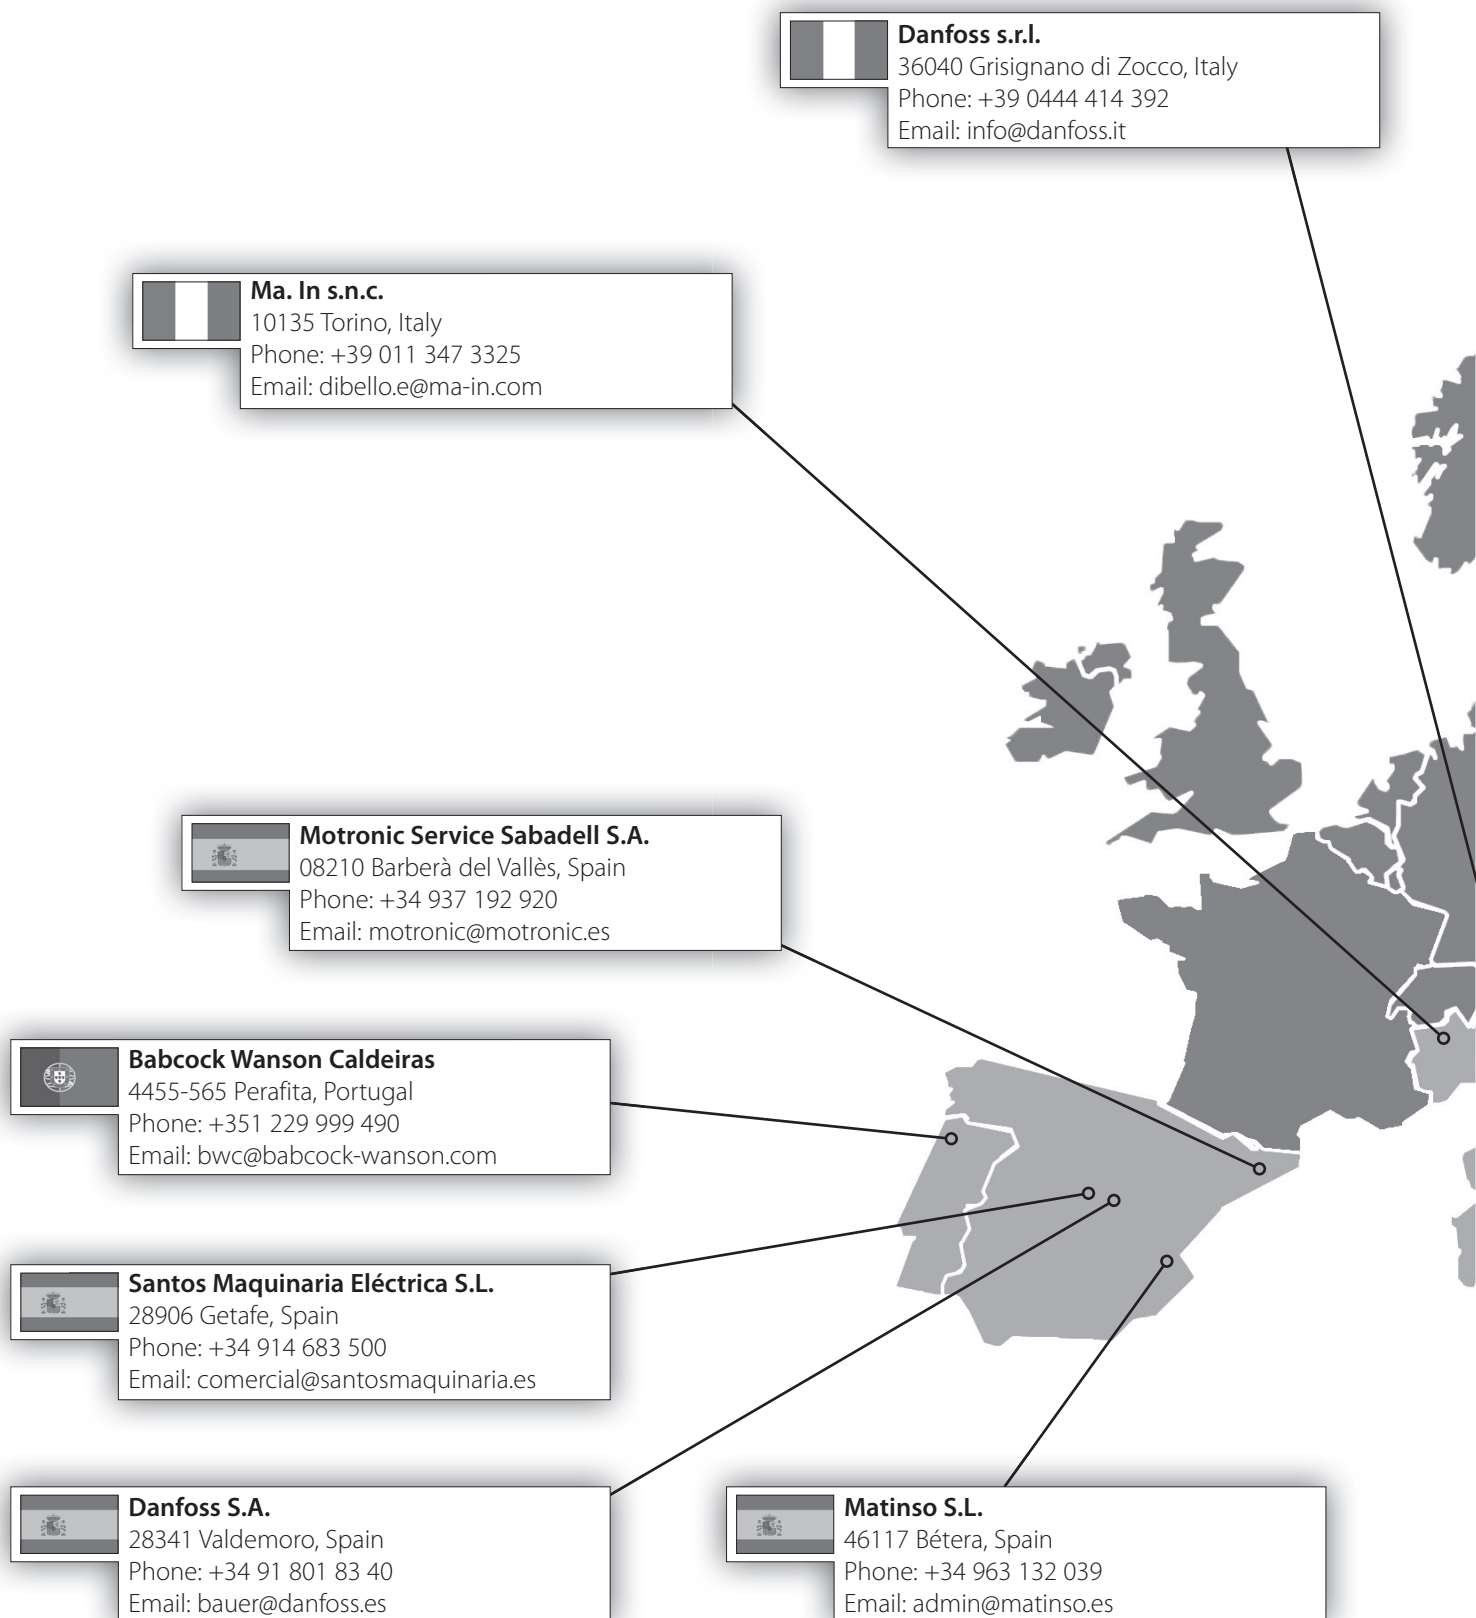 Danfoss s.r.l.
36040 Grisignano di Zocco, Italy
Phone: +39 0444 414 392
Email: info@danfoss.it
Ma. In s.n.c.
10135 Torino, Italy
Phone: +39 011 347 3325
Email: dibello.e@ma-in.com
Motronic Service Sabadell S.A.
08210 Barberà del Vallès, Spain
Phone: +34 937 192 920
Email: motronic@motronic.es
Babcock Wanson Caldeiras
4455-565 Perafita, Portugal
Phone: +351 229 999 490
Email: bwc@babcock-wanson.com
Santos Maquinaria Eléctrica S.L.
28906 Getafe, Spain
Phone: +34 914 683 500
Email: comercial@santosmaquinaria.es
Danfoss S.A.
28341 Valdemoro, Spain
Phone: +34 91 801 83 40
Email: bauer@danfoss.es
Matinso S.L.
46117 Bétera, Spain
Phone: +34 963 132 039
Email: admin@matinso.es